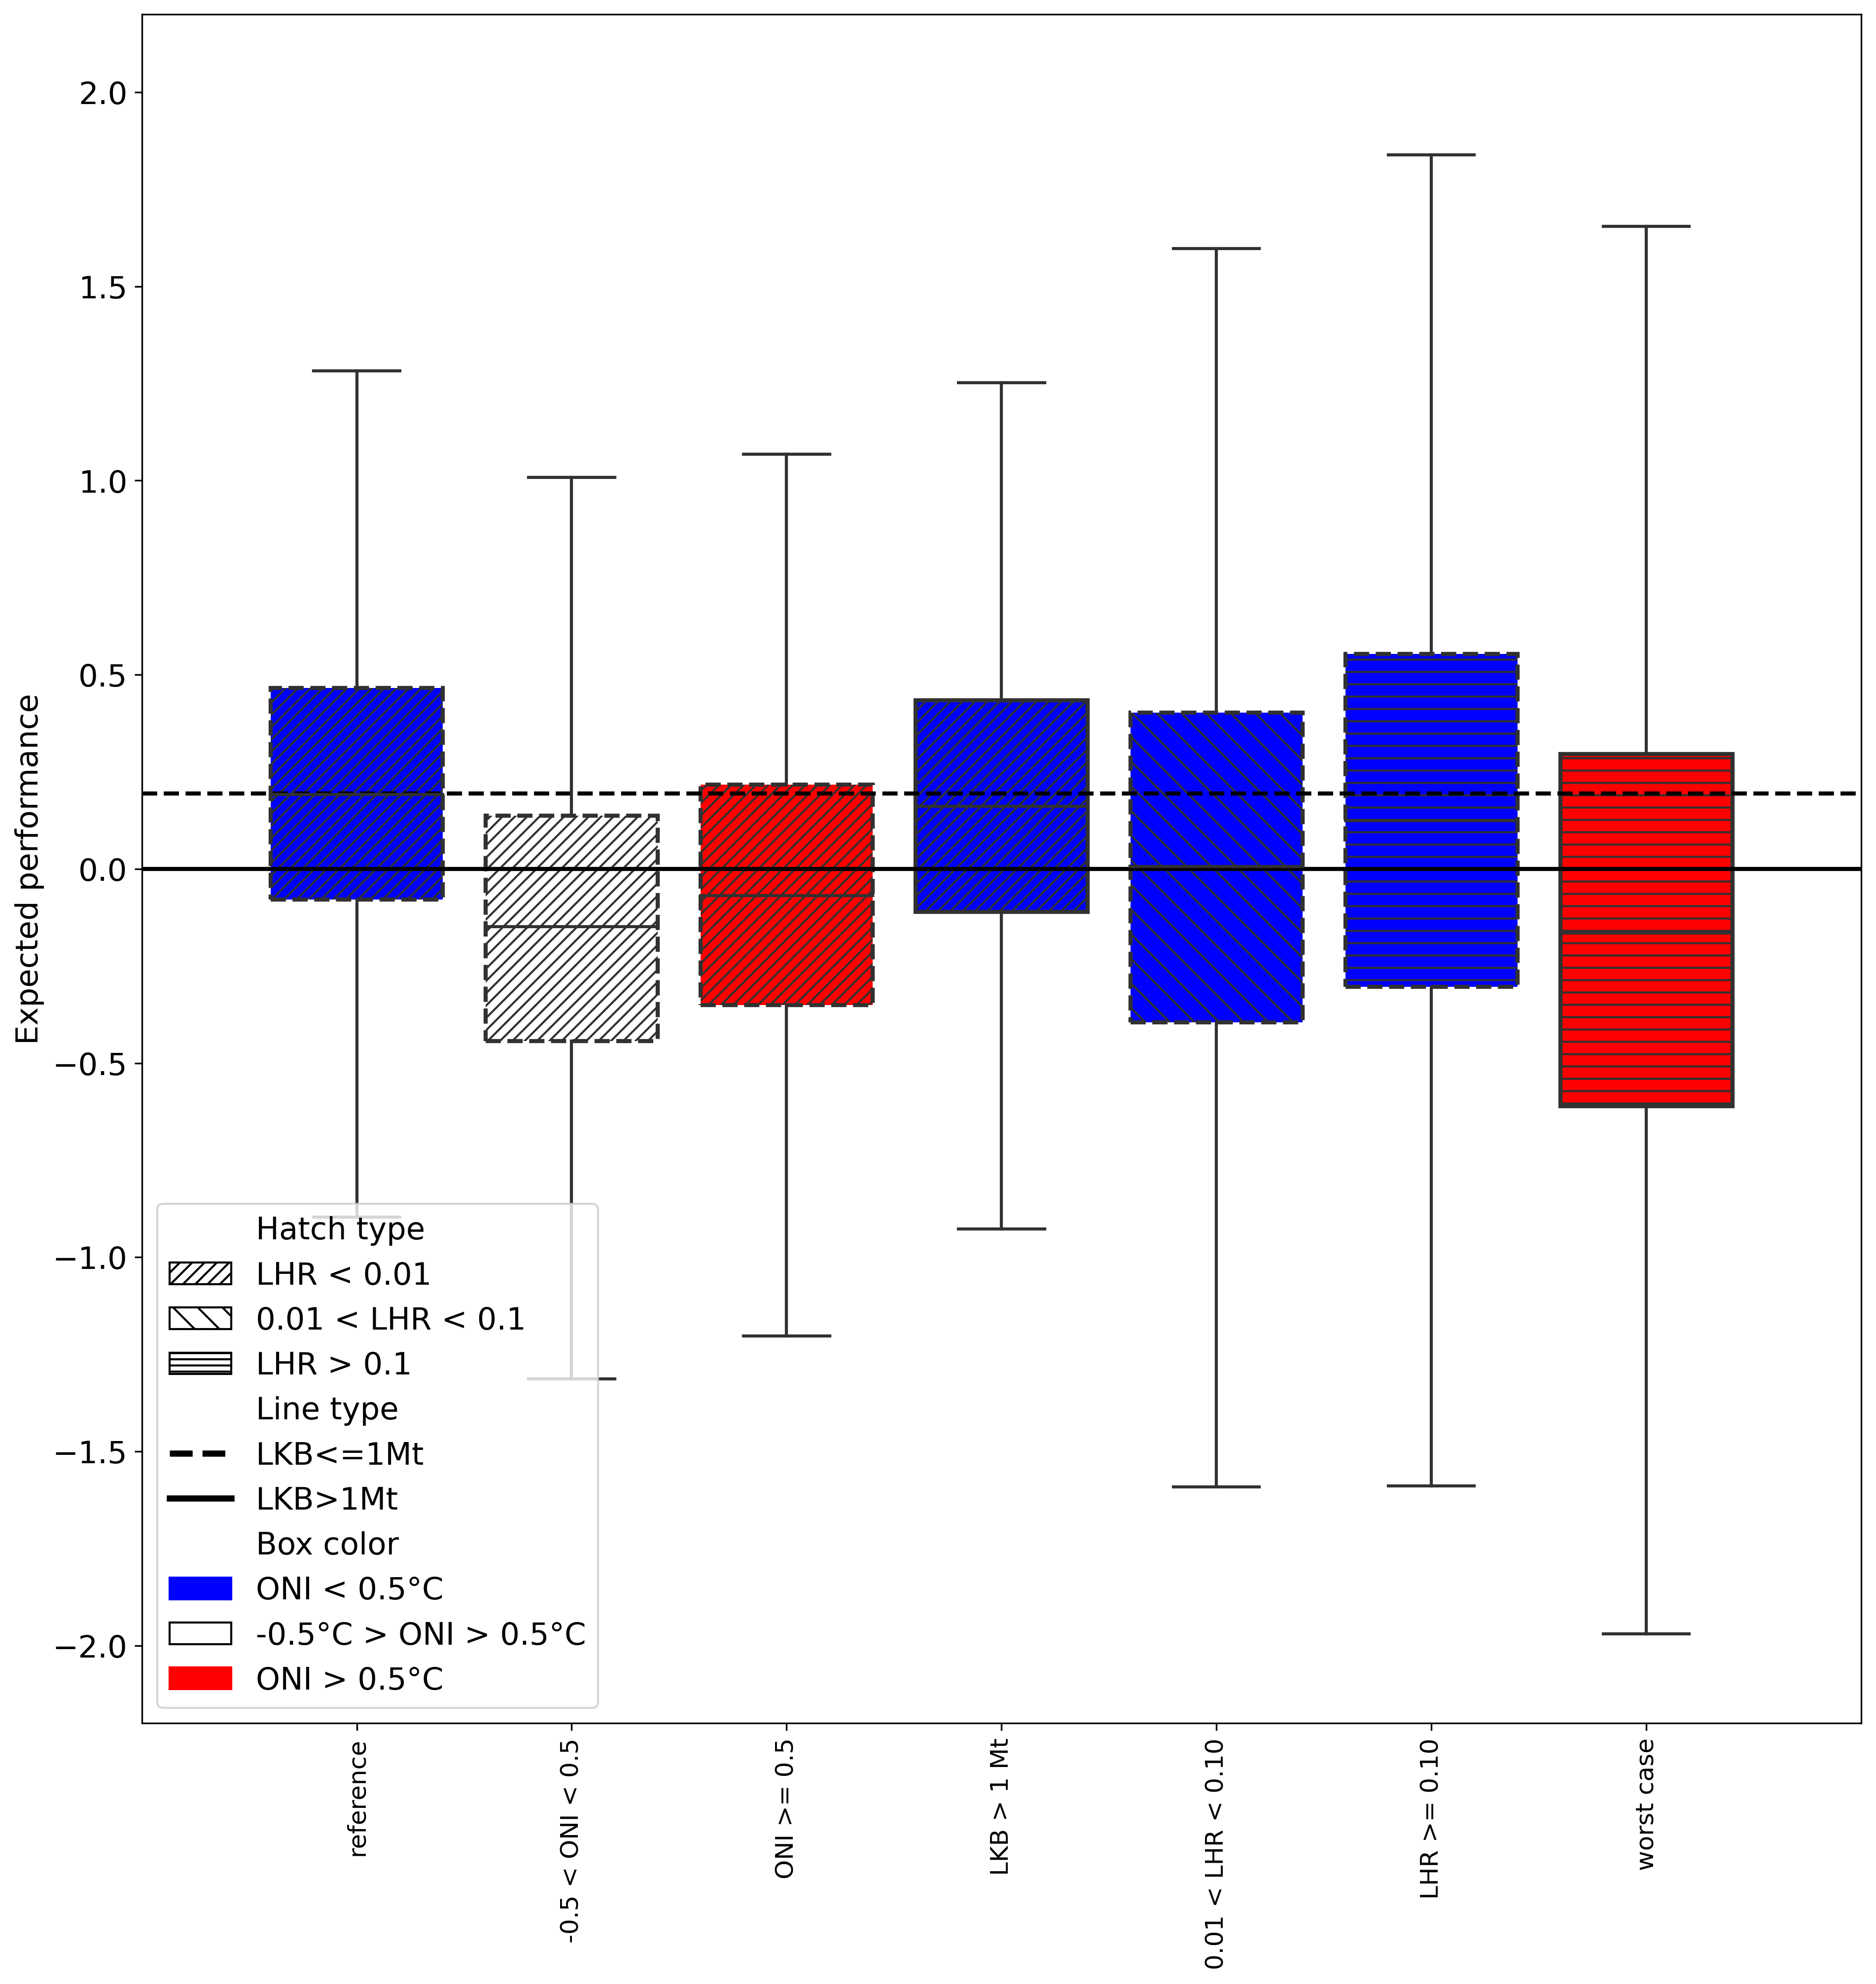 2.0
1.5
1.0
0.5
0.0
−0.5
−1.0
−1.5
−2.0
Expected performance
Hatch type
LHR < 0.01
0.01 < LHR < 0.1
LHR > 0.1
Line type
LKB<=1Mt
LKB>1Mt
Box color
ONI < 0.5°C
-0.5°C > ONI > 0.5°C
ONI > 0.5°C
reference
-0.5 < ONI < 0.5
ONI >= 0.5
LKB > 1 Mt
0.01 < LHR < 0.10
LHR >= 0.10
worst case